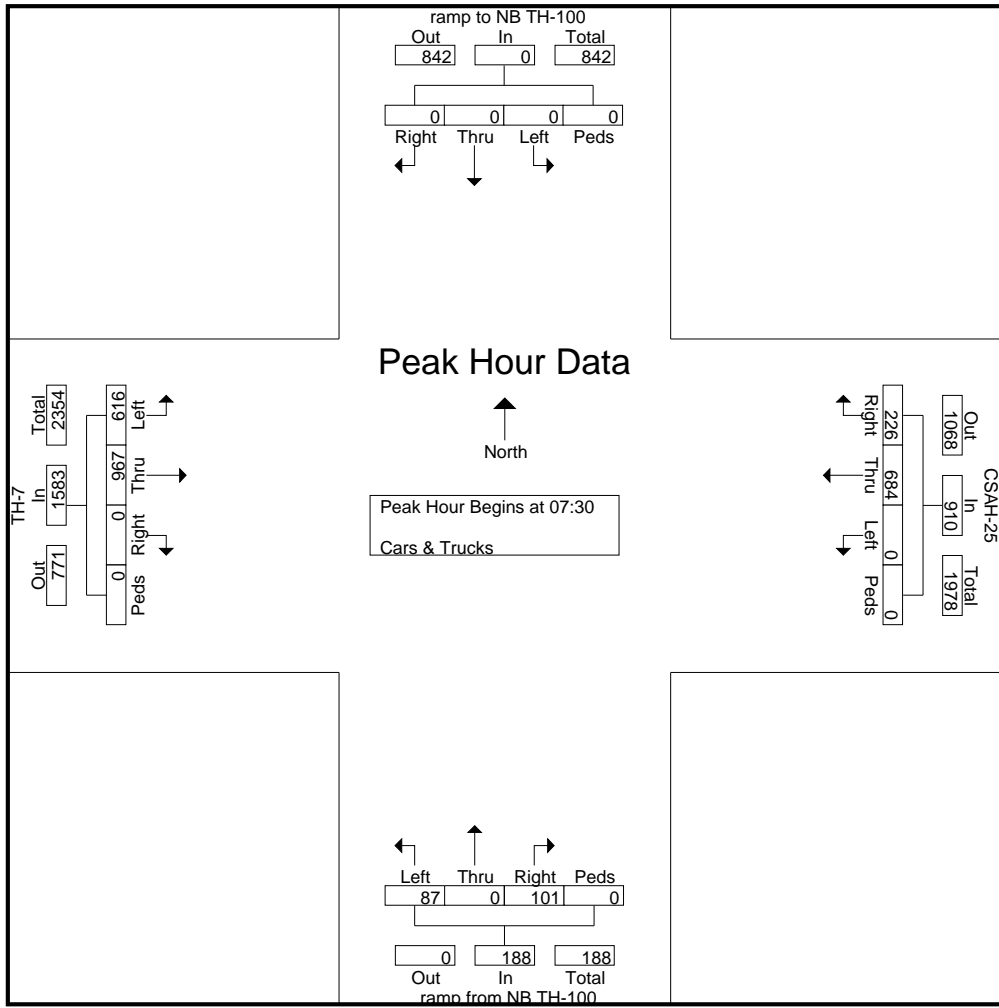 ramp to NB TH-100
Out In Total
842 0 842
0 0 0 0
Right Thru Left Peds
Peak Hour Data
North
Peak Hour Begins at 07:30
Cars & Trucks
TH-7
Total In Out
2354 1583 771
616 967 0 0
Left Thru Right Peds
Right Thru Left Peds
226 684 0 0
1068 910 1978
Out In Total
CSAH-25
Left Thru Right Peds
87 0 101 0
0 188 188
Out In Total
ramp from NB TH-100